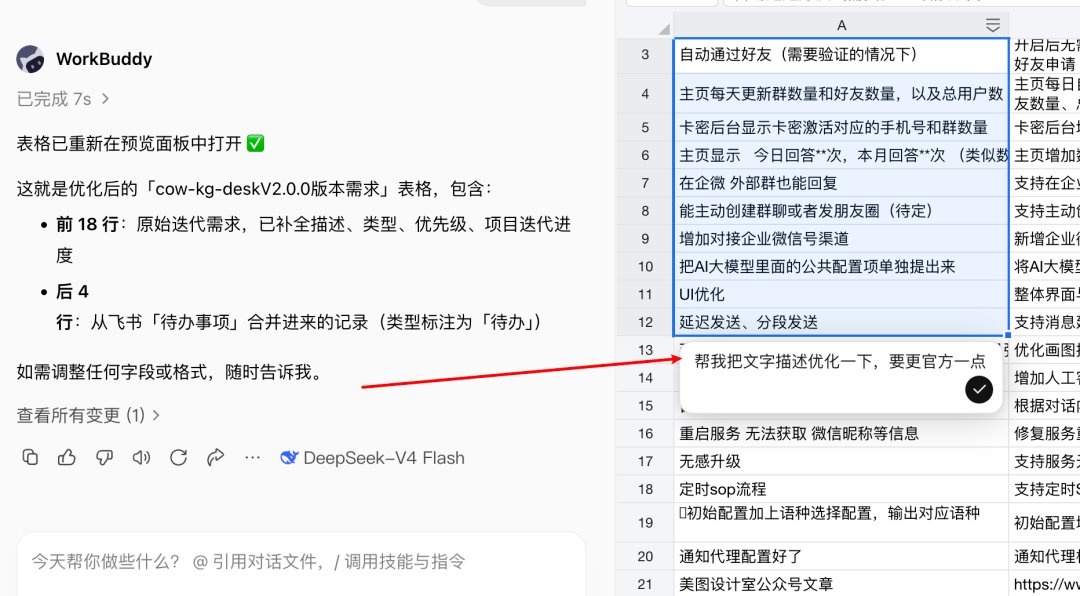 WorkBuddy
已完成 7s >
表格已重新在预览面板中打开 ✅
这就是优化后的「cow-kg-deskV2.0.0版本需求」表格，包含：
• 前 18 行：原始迭代需求，已补全描述、类型、优先级、项目迭代进
度
• 后 4
行：从飞书「待办事项」合并进来的记录（类型标注为「待办」）
如需调整任何字段或格式，随时告诉我。
查看所有变更 (1) >
DeepSeek-V4 Flash
今天帮你做些什么？ @ 引用对话文件，/ 调用技能与指令
A
3 自动通过好友（需要验证的情况下） 开启后无需
好友申请
4 主页每天更新群数量和好友数量，以及总用户数 主页每日自
友数量、总
5 卡密后台显示卡密激活对应的手机号和群数量 卡密后台增
6 主页显示 今日回答**次，本月回答**次 （类似数 主页增加数
7 在企微 外部群也能回复 支持在企业
8 能主动创建群聊或者发朋友圈（待定） 支持主动创
9 增加对接企业微信号渠道 新增企业微
10 把AI大模型里面的公共配置项单独提出来 将AI大模型
11 UI优化 整体界面与
12 延迟发送、分段发送 支持消息延
13 优化画图提
帮我把文字描述优化一下，要更官方一点
14 增加人工客
15 根据对话内
16 重启服务 无法获取 微信昵称等信息 修复服务重
17 无感升级 支持服务无
18 定时sop流程 支持定时S
19 初始配置加上语种选择配置，输出对应语种 初始配置增
20 通知代理配置好了 通知代理
21 美图设计室公众号文章 https://w